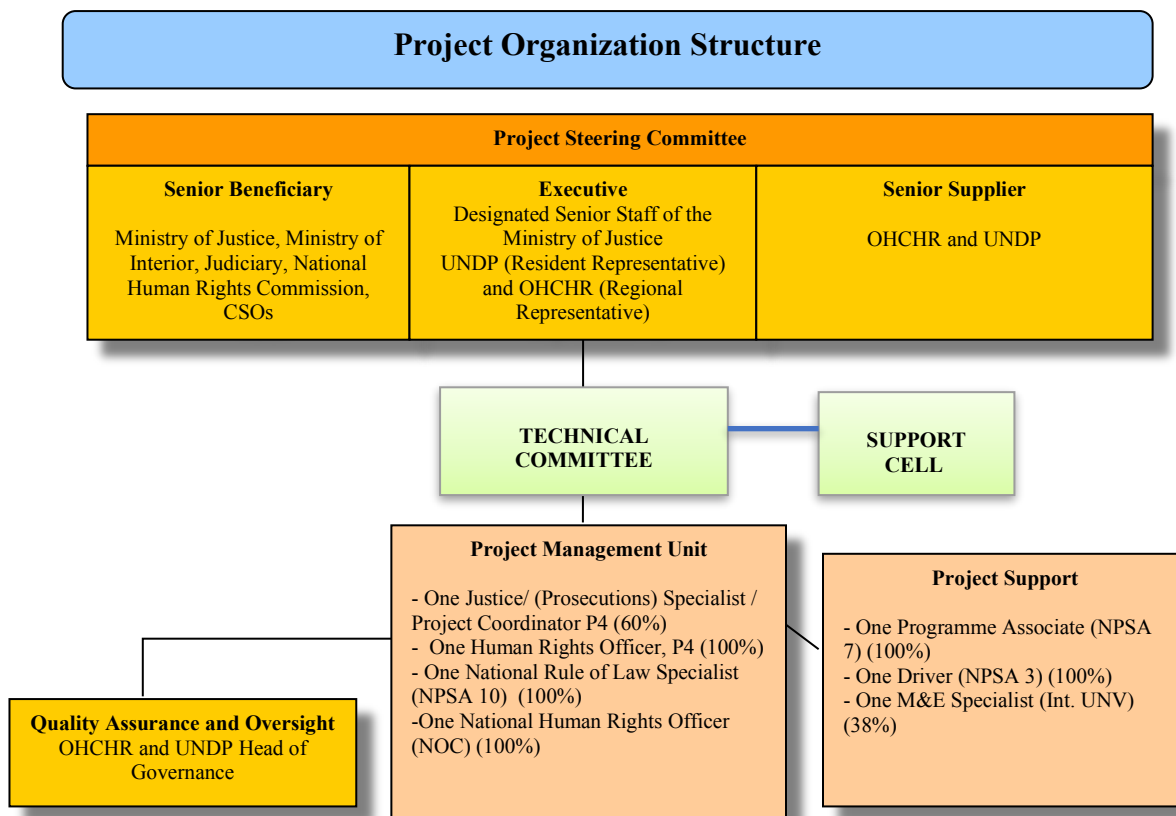 Project Organization Structure
Project Steering Committee
Senior Beneficiary
Ministry of Justice, Ministry of
Interior, Judiciary, National
Human Rights Commission,
CSOs
Executive
Designated Senior Staff of the
Ministry of Justice
UNDP (Resident Representative)
and OHCHR (Regional
Representative)
Senior Supplier
OHCHR and UNDP
TECHNICAL
COMMITTEE
SUPPORT
CELL
Project Management Unit
- One Justice/ (Prosecutions) Specialist /
Project Coordinator P4 (60%)
- One Human Rights Officer, P4 (100%)
- One National Rule of Law Specialist
(NPSA 10) (100%)
-One National Human Rights Officer
(NOC) (100%)
Project Support
- One Programme Associate (NPSA
7) (100%)
- One Driver (NPSA 3) (100%)
- One M&E Specialist (Int. UNV)
(38%)
Quality Assurance and Oversight
OHCHR and UNDP Head of
Governance